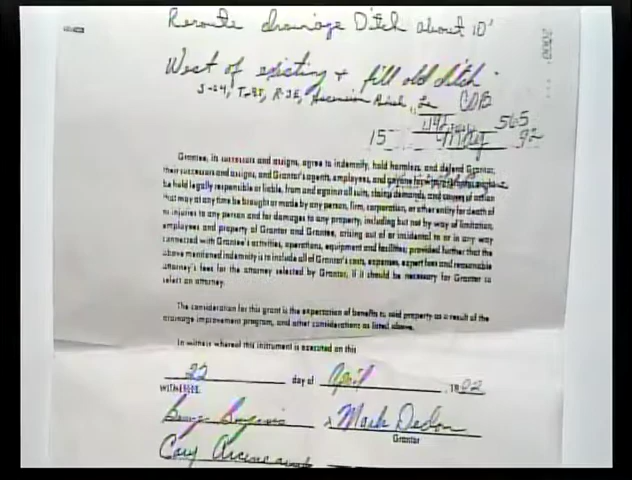 Reroute drainage Ditch about 10'
West of existing + fill old ditch
Ascension Parish, La COB
565
15 92
Grantee, its successors and assigns, agree to indemnify, hold harmless, and defend Grantor,
their successors and assigns, and Grantor's agents, employees, and
be held legally responsible or liable, from and against all suits, claims, demands, and causes of action
that may at any time be brought or made by any person, firm, corporation, or other entity for death of
or injuries to any person and for damages to any property, including but not by way of limitation,
employees and property of Grantor and Grantee, arising out of or incidental to or in any way
connected with Grantee's activities, operations, equipment and facilities; provided further that the
above mentioned indemnity is to include all of Grantor's costs, expenses, expert fees and reasonable
attorney's fees for the attorney selected by Grantor, if it should be necessary for Grantor to
select an attorney.
The consideration for this grant is the expectation of benefits to said property as a result of the
drainage improvement program, and other considerations as listed above.
In witness whereof this instrument is executed on this
22 day of April, 19 92
WITNESSES:
Mark Dedon
Grantor
Cary